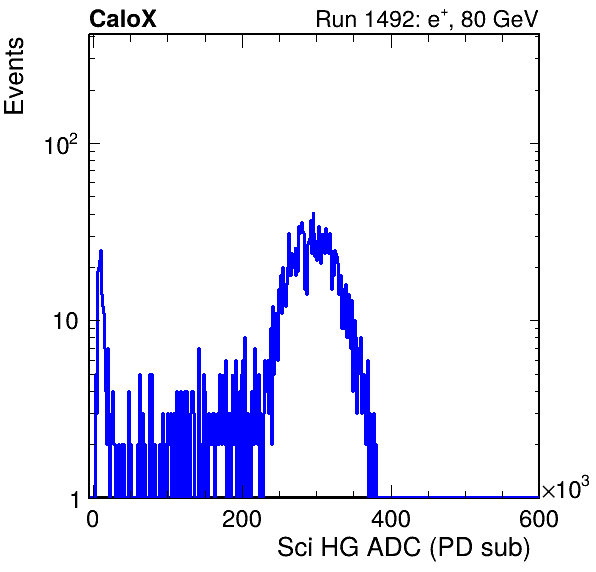 CaloX Run 1492: e⁺, 80 GeV
Events
10²
10
1
0 200 400 600
×10³
Sci HG ADC (PD sub)